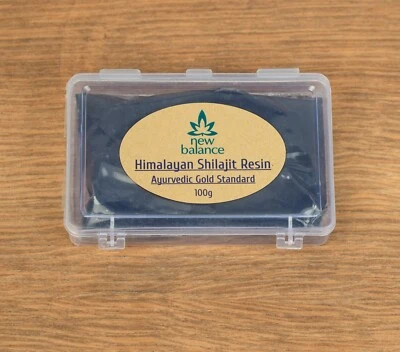 new
balance
Himalayan Shilajit Resin
Ayurvedic Gold Standard
100g